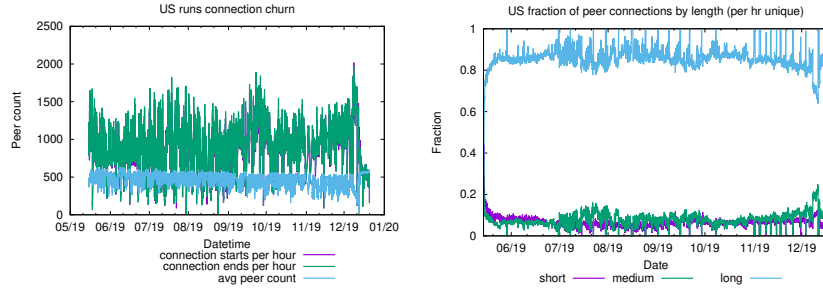 US runs connection churn
Peer count
2500
2000
1500
1000
500
0
05/19 06/19 07/19 08/19 09/19 10/19 11/19 12/19 01/20
Datetime
connection starts per hour
connection ends per hour
avg peer count
US fraction of peer connections by length (per hr unique)
Fraction
1
0.8
0.6
0.4
0.2
0
06/19 07/19 08/19 09/19 10/19 11/19 12/19
Date
short medium long